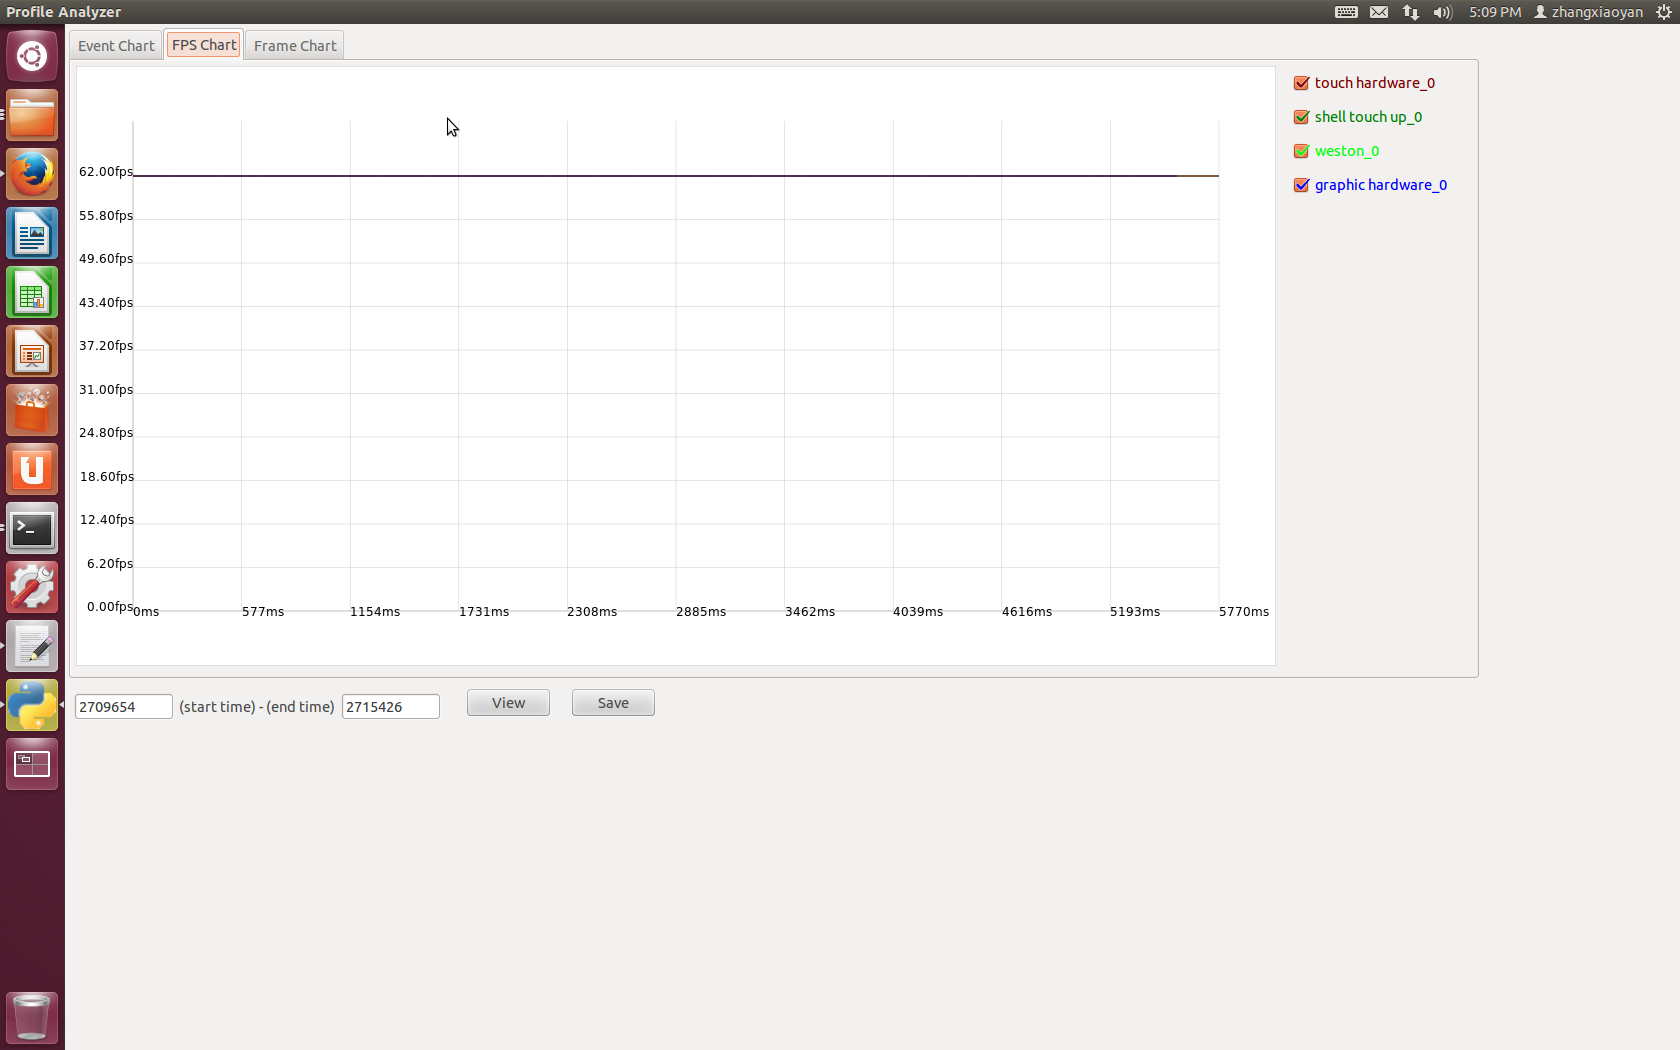 Profile Analyzer
5:09 PM zhangxiaoyan
Event Chart FPS Chart Frame Chart
touch hardware_0
shell touch up_0
weston_0
graphic hardware_0
62.00fps
55.80fps
49.60fps
43.40fps
37.20fps
31.00fps
24.80fps
18.60fps
12.40fps
6.20fps
0.00fps
0ms 577ms 1154ms 1731ms 2308ms 2885ms 3462ms 4039ms 4616ms 5193ms 5770ms
2709654 (start time) - (end time) 2715426 View Save